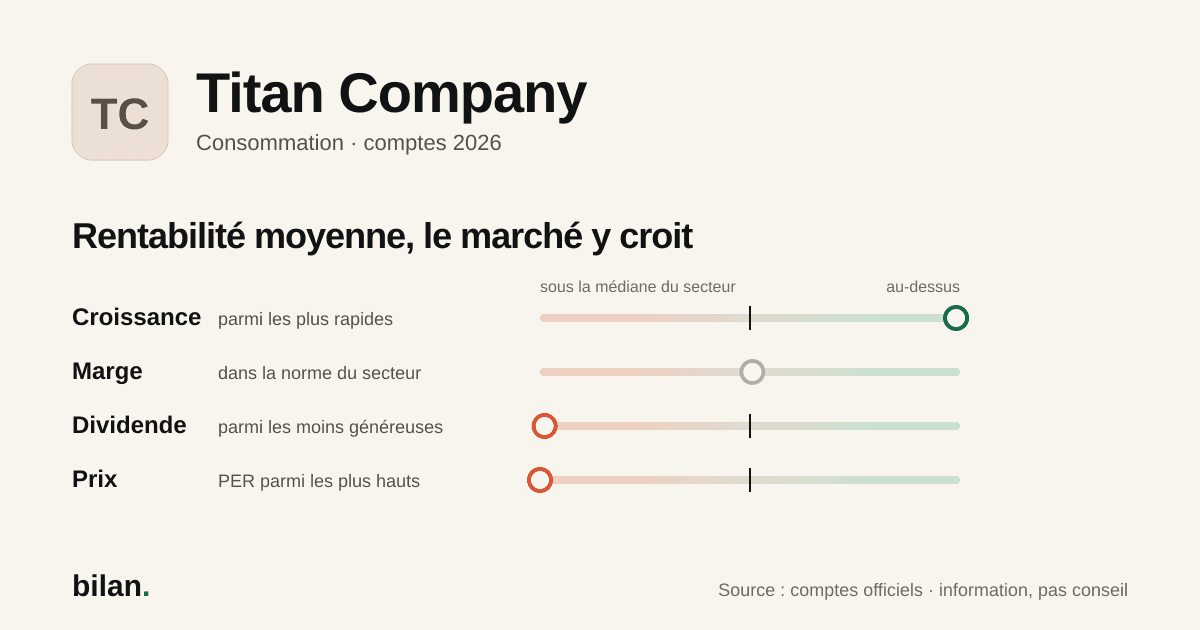 TC
Titan Company
Consommation · comptes 2026
Rentabilité moyenne, le marché y croit
sous la médiane du secteur au-dessus
Croissance parmi les plus rapides
Marge dans la norme du secteur
Dividende parmi les moins généreuses
Prix PER parmi les plus hauts
bilan.
Source : comptes officiels · information, pas conseil